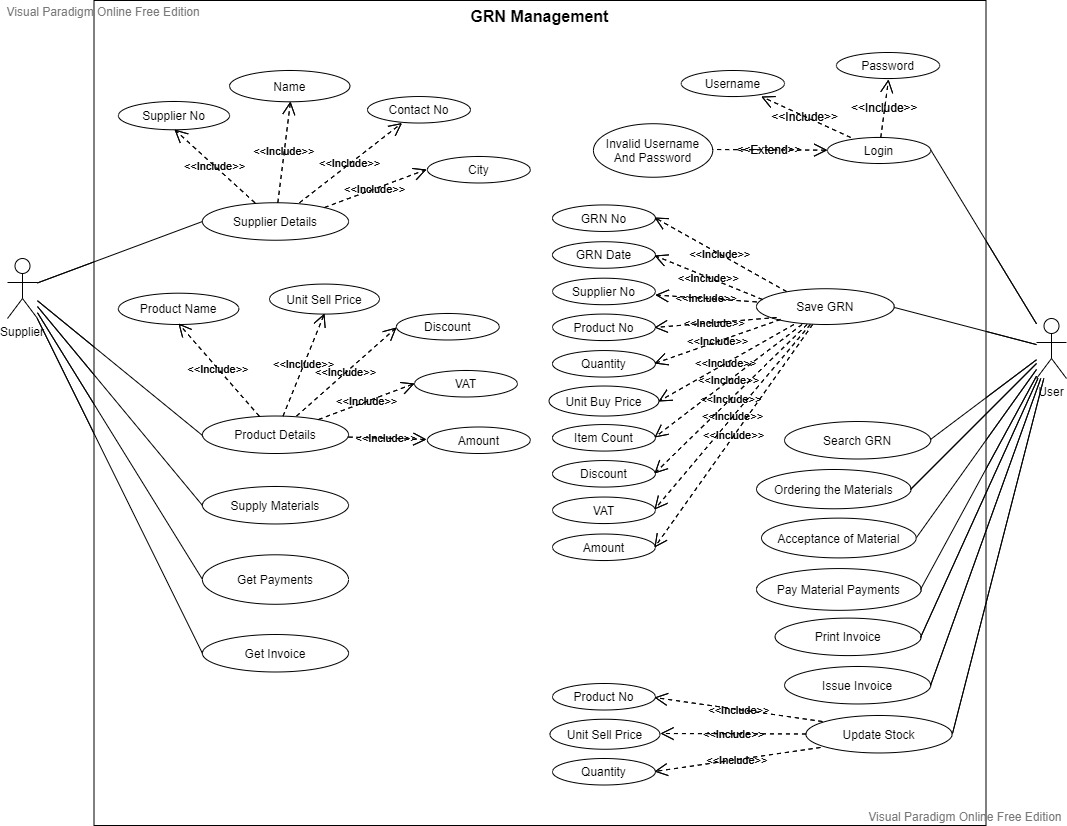 Visual Paradigm Online Free Edition
GRN Management
Supplier No
Name
Contact No
City
<<Include>>
<<Include>>
<<Include>>
<<Include>>
Supplier Details
Username
Password
<<Include>>
<<Include>>
Invalid Username
And Password
<<Extend>>
Login
Supplier
Product Name
Unit Sell Price
Discount
VAT
Amount
<<Include>>
<<Include>>
<<Include>>
<<Include>>
<<Include>>
Product Details
Supply Materials
Get Payments
Get Invoice
GRN No
GRN Date
Supplier No
Product No
Quantity
Unit Buy Price
Item Count
Discount
VAT
Amount
<<Include>>
<<Include>>
<<Include>>
<<Include>>
<<Include>>
<<Include>>
<<Include>>
<<Include>>
<<Include>>
<<Include>>
Save GRN
User
Search GRN
Ordering the Materials
Acceptance of Material
Pay Material Payments
Print Invoice
Issue Invoice
Product No
Unit Sell Price
Quantity
<<Include>>
<<Include>>
<<Include>>
Update Stock
Visual Paradigm Online Free Edition